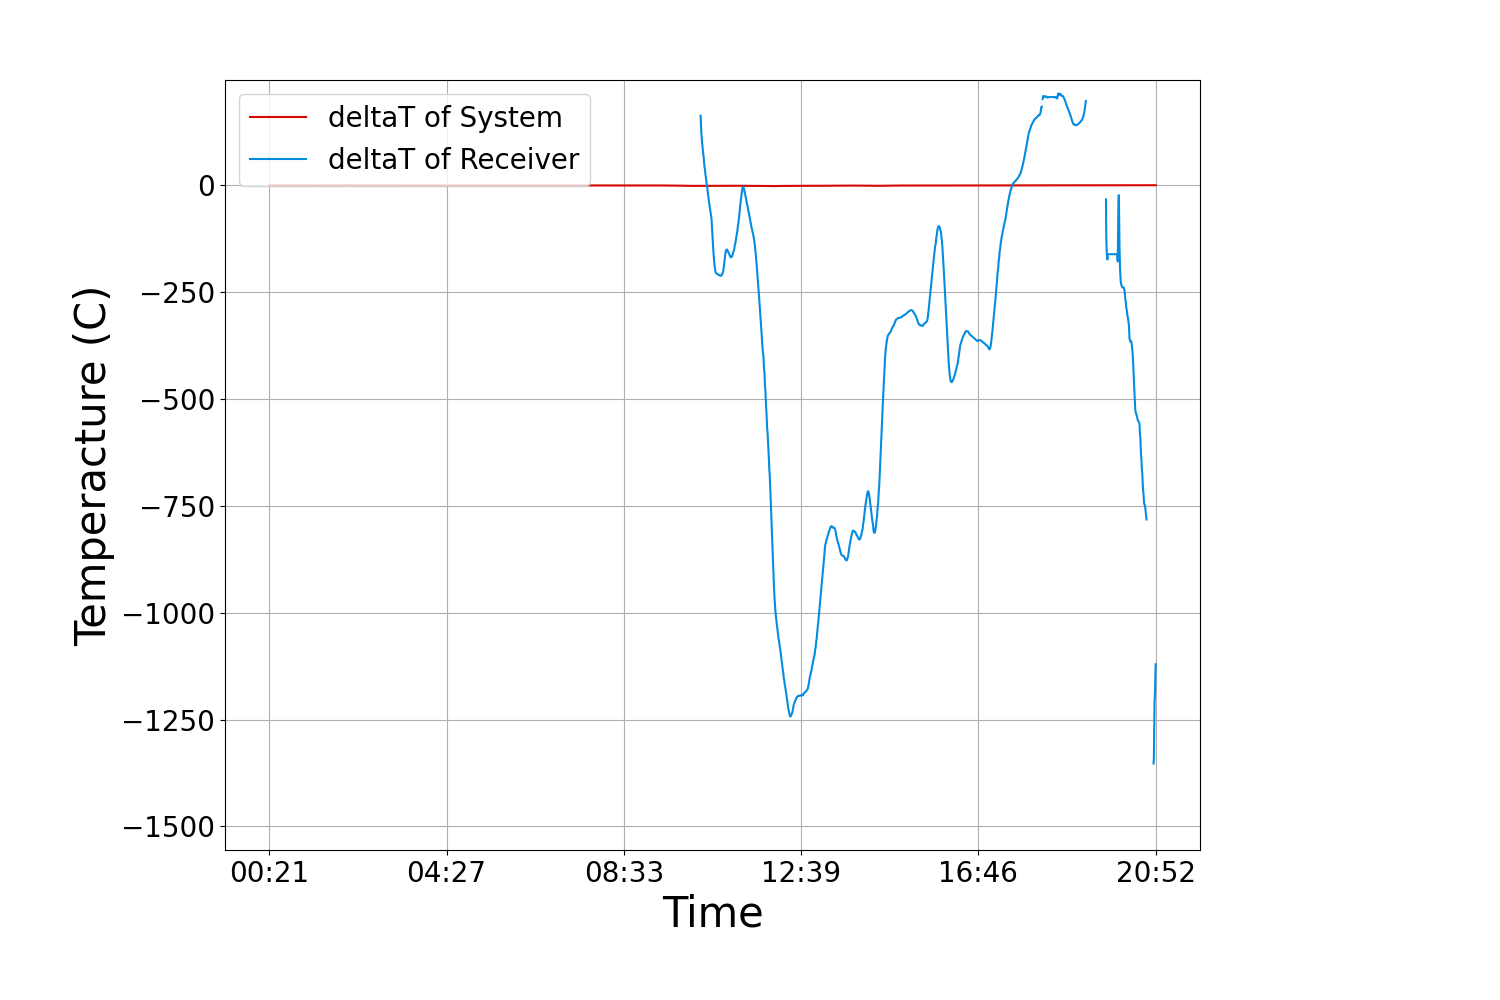 deltaT of System
deltaT of Receiver
Temperacture (C)
0
−250
−500
−750
−1000
−1250
−1500
00:21 04:27 08:33 12:39 16:46 20:52
Time